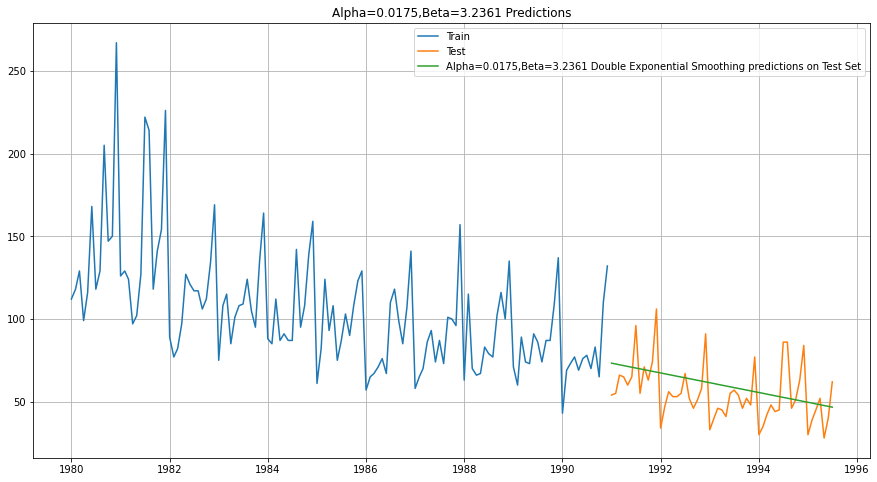 Alpha=0.0175,Beta=3.2361 Predictions
Train
Test
Alpha=0.0175,Beta=3.2361 Double Exponential Smoothing predictions on Test Set
250
200
150
100
50
1980 1982 1984 1986 1988 1990 1992 1994 1996